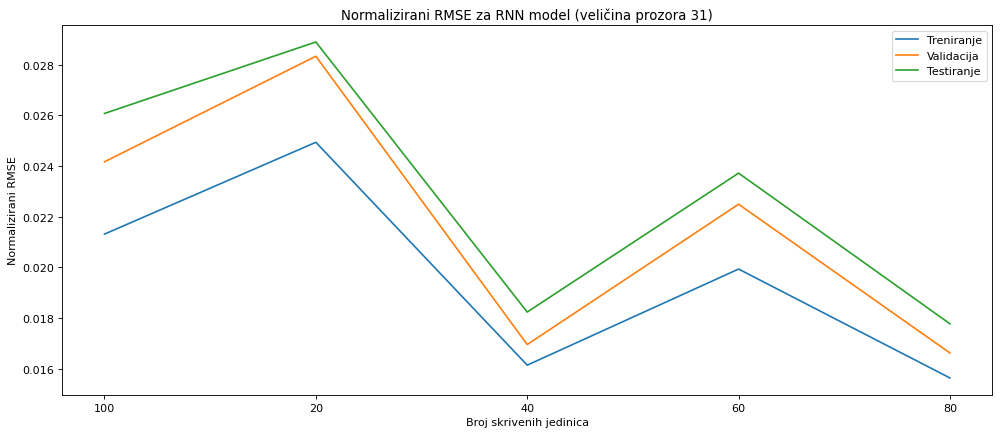 Normalizirani RMSE za RNN model (veličina prozora 31)
Treniranje
Validacija
Testiranje
0.028
0.026
0.024
0.022
0.020
0.018
0.016
Normalizirani RMSE
100 20 40 60 80
Broj skrivenih jedinica